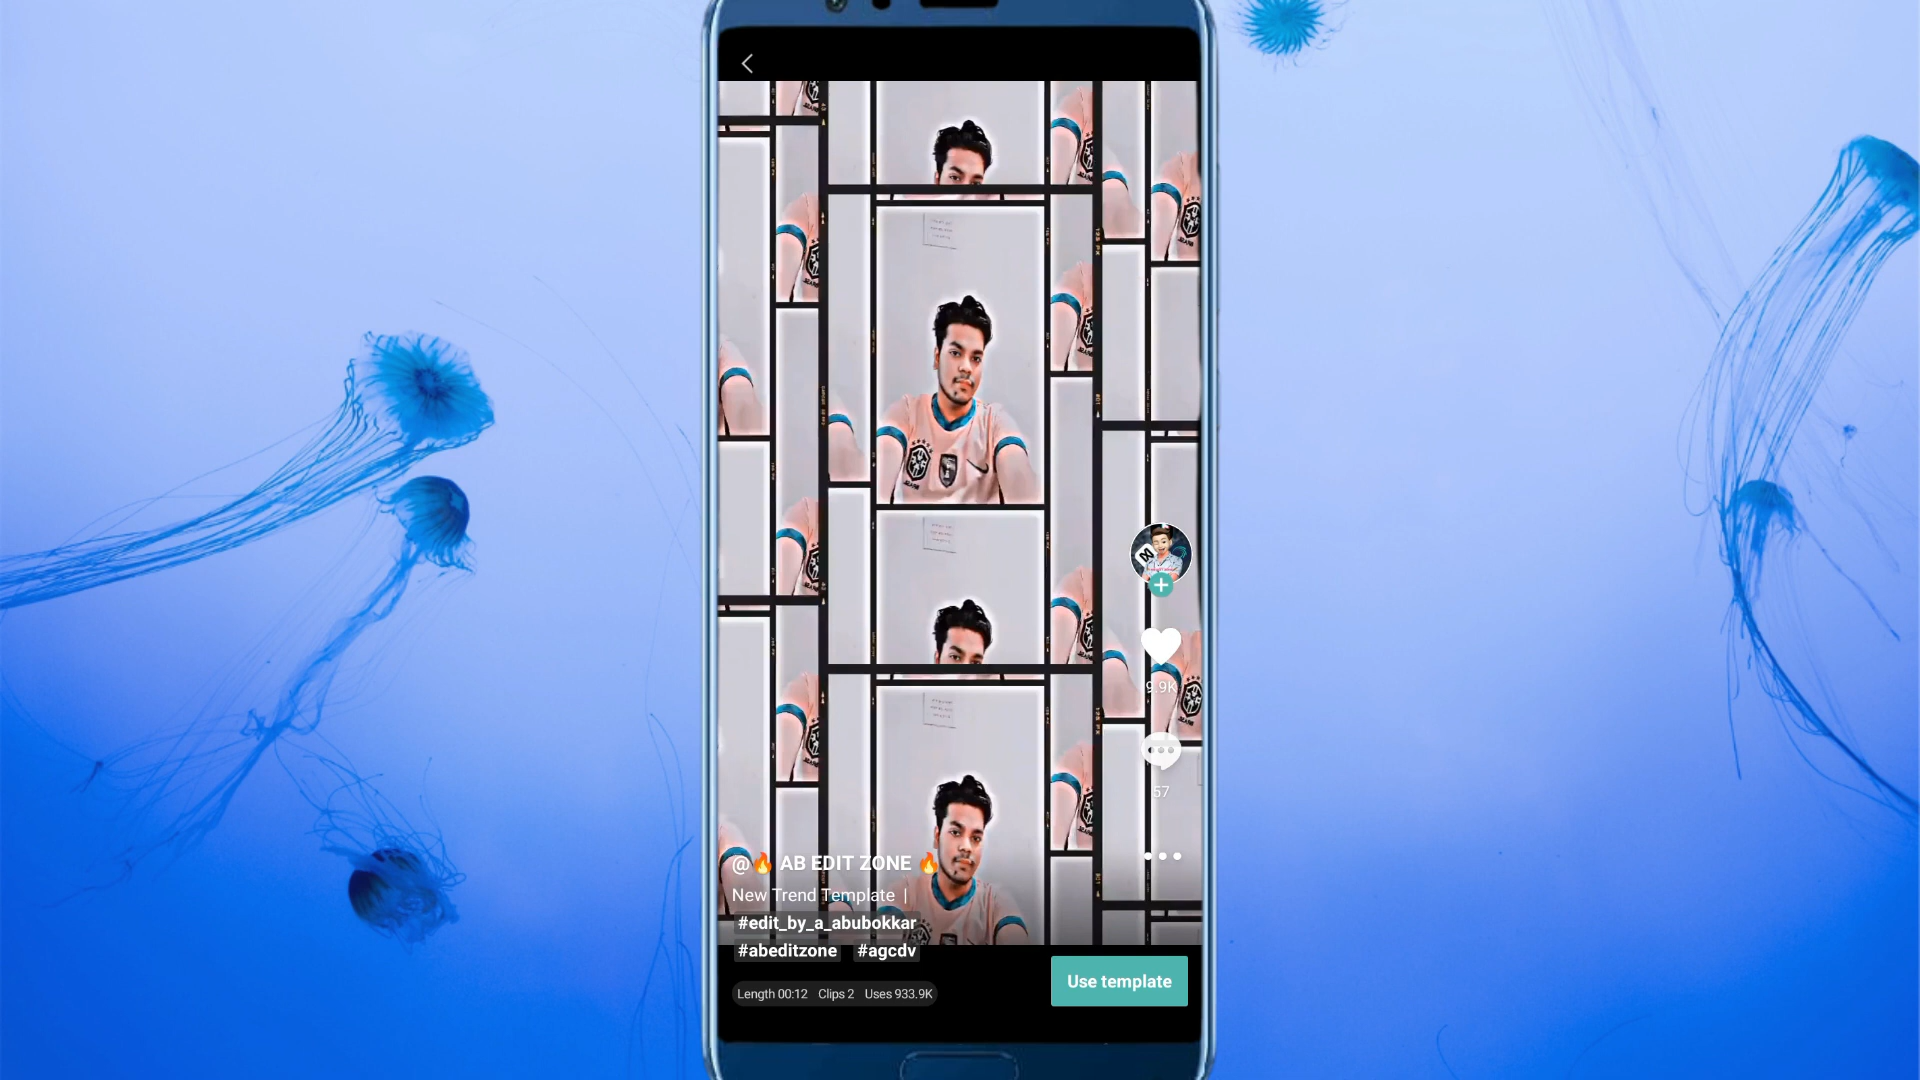 9.9K
57
@🔥 AB EDIT ZONE 🔥
New Trend Template |
#edit_by_a_abubokkar
#abeditzone #agcdv
Length 00:12 Clips 2 Uses 933.9K
Use template